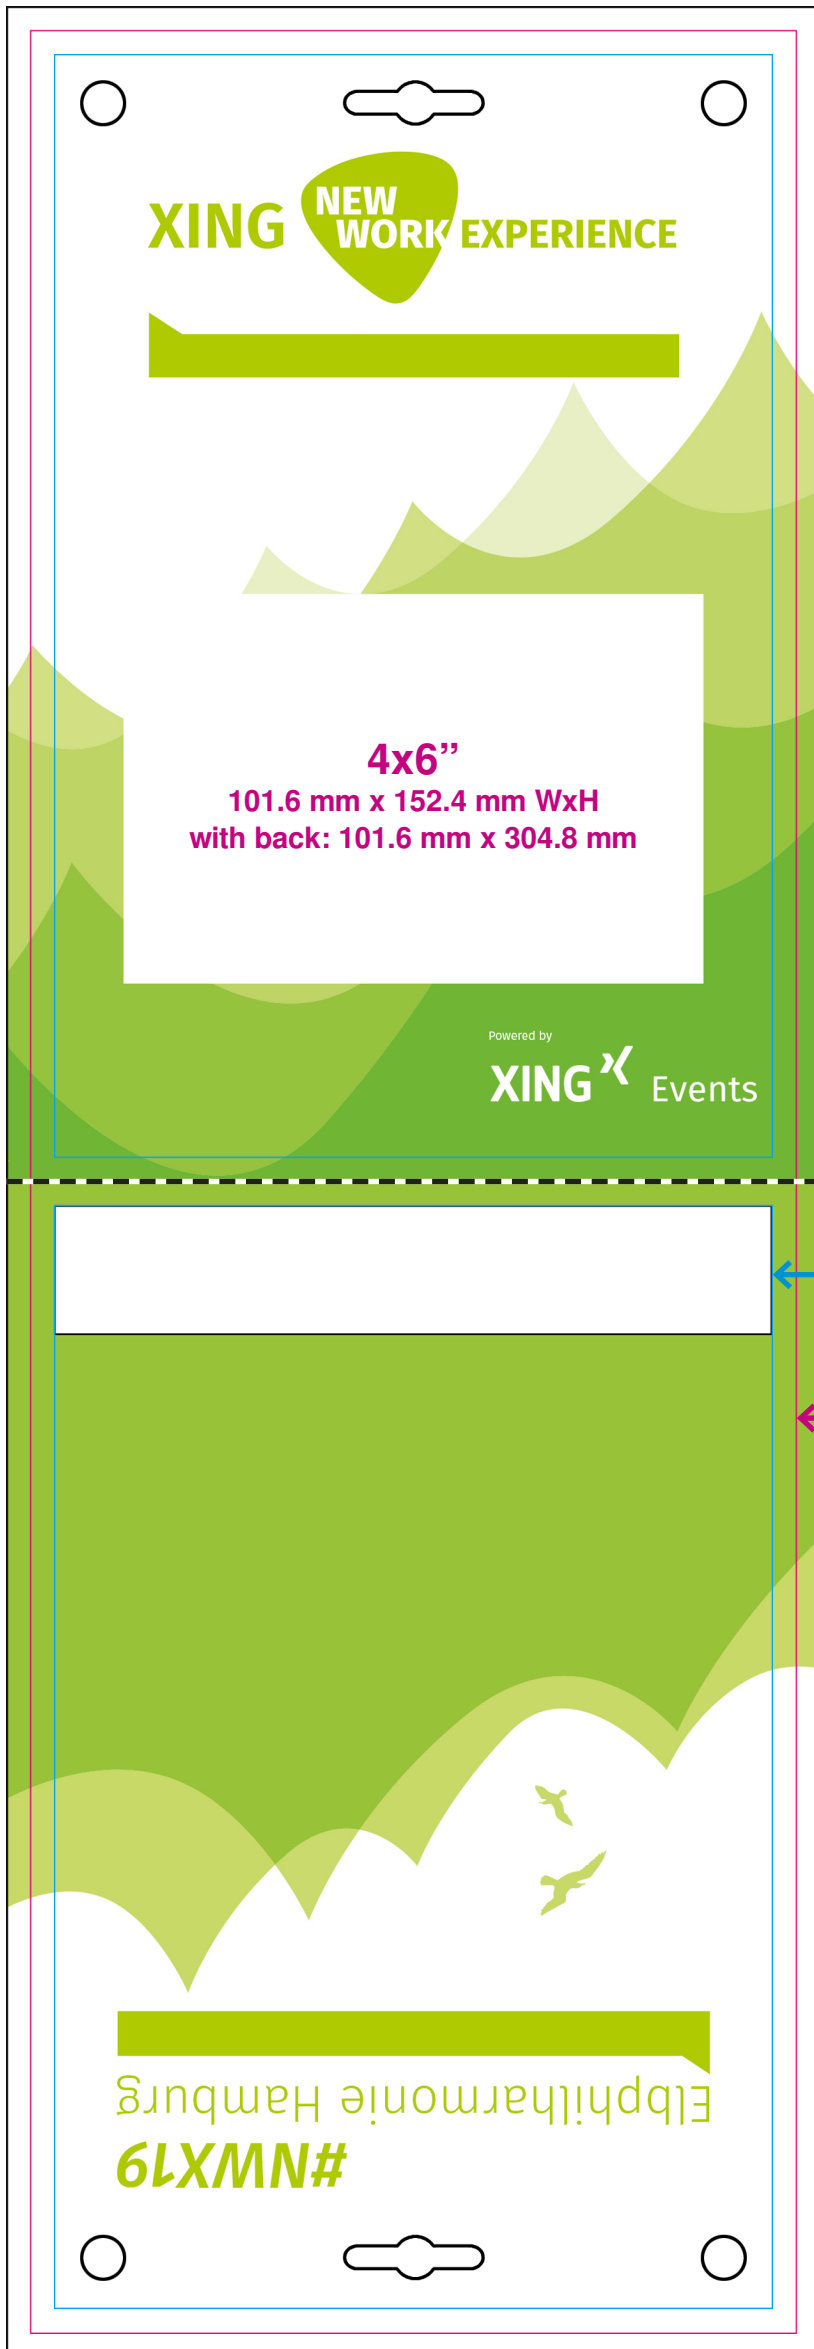 XING NEW WORK EXPERIENCE
4x6”
101.6 mm x 152.4 mm WxH
with back: 101.6 mm x 304.8 mm
Powered by
XING Events
#NWX19
Elbphilharmonie Hamburg